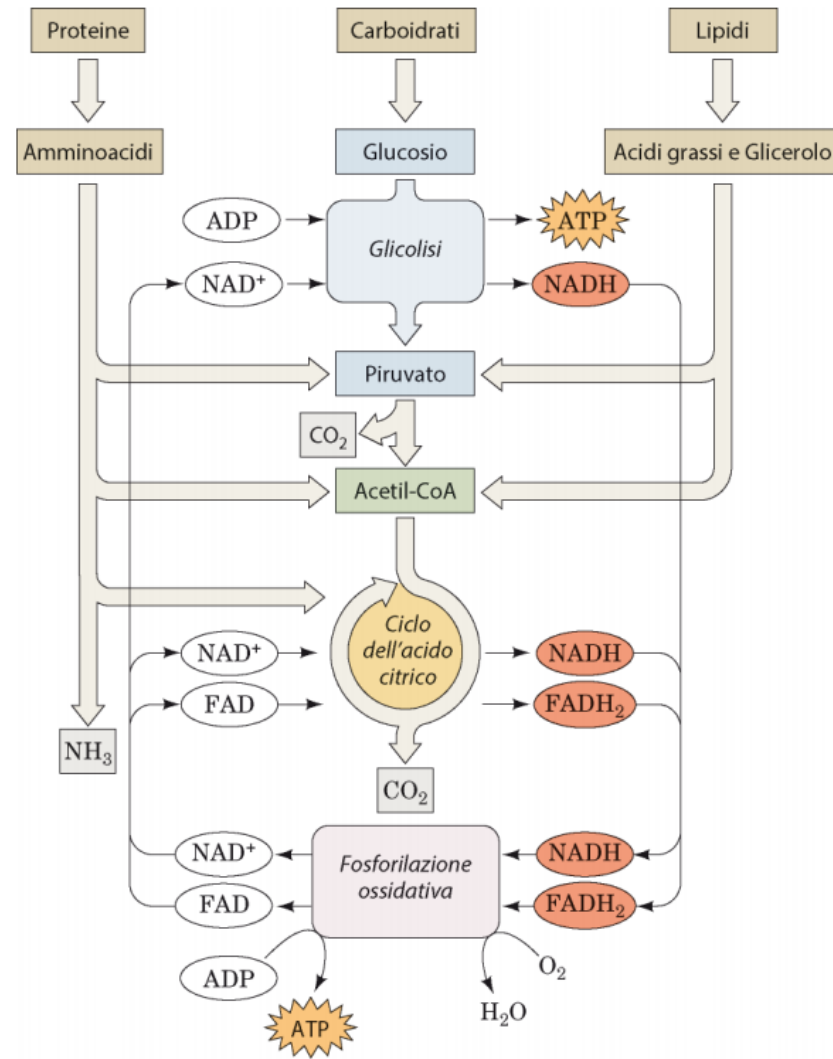 Proteine
Carboidrati
Lipidi
Amminoacidi
Glucosio
Acidi grassi e Glicerolo
ADP
Glicolisi
ATP
NAD⁺
NADH
Piruvato
CO₂
Acetil-CoA
Ciclo
dell'acido
citrico
NAD⁺
NADH
FAD
FADH₂
NH₃
CO₂
NAD⁺
Fosforilazione
ossidativa
NADH
FAD
FADH₂
ADP
O₂
ATP
H₂O